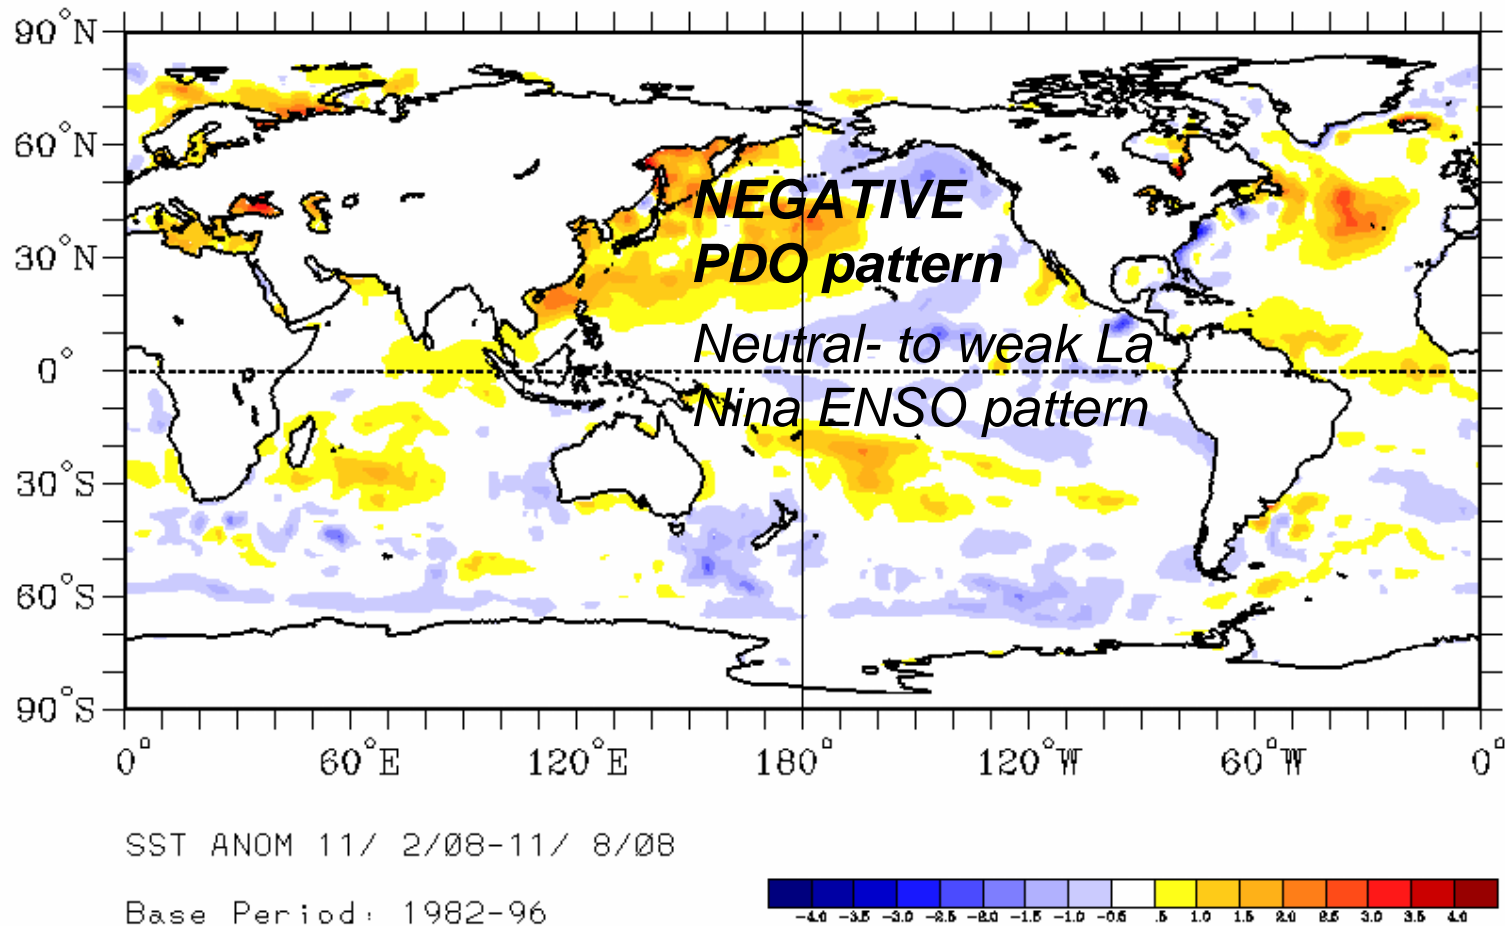 90°N
60°N
30°N
0°
30°S
60°S
90°S
NEGATIVE
PDO pattern
Neutral- to weak La
Nina ENSO pattern
0° 60°E 120°E 180° 120°W 60°W 0°
SST ANOM 11/ 2/08-11/ 8/08
Base Period: 1982-96
-4.0 -3.5 -3.0 -2.5 -2.0 -1.5 -1.0 -0.5 .5 1.0 1.5 2.0 2.5 3.0 3.5 4.0